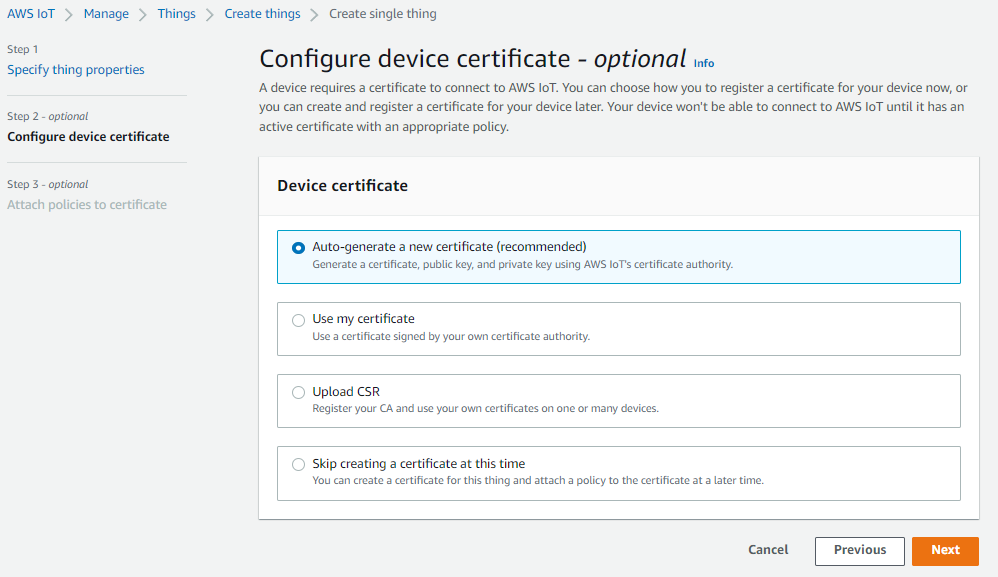 AWS IoT > Manage > Things > Create things > Create single thing
Step 1
Specify thing properties
Step 2 - optional
Configure device certificate
Step 3 - optional
Attach policies to certificate
Configure device certificate - optional Info
A device requires a certificate to connect to AWS IoT. You can choose how you to register a certificate for your device now, or
you can create and register a certificate for your device later. Your device won't be able to connect to AWS IoT until it has an
active certificate with an appropriate policy.
Device certificate
Auto-generate a new certificate (recommended)
Generate a certificate, public key, and private key using AWS IoT's certificate authority.
Use my certificate
Use a certificate signed by your own certificate authority.
Upload CSR
Register your CA and use your own certificates on one or many devices.
Skip creating a certificate at this time
You can create a certificate for this thing and attach a policy to the certificate at a later time.
Cancel Previous Next